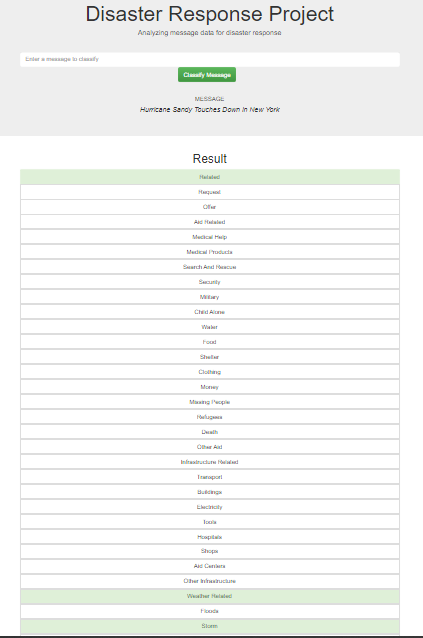 Disaster Response Project
Analyzing message data for disaster response
Enter a message to classify
Classify Message
MESSAGE
Hurricane Sandy Touches Down in New York
Result
Related
Request
Offer
Aid Related
Medical Help
Medical Products
Search And Rescue
Security
Military
Child Alone
Water
Food
Shelter
Clothing
Money
Missing People
Refugees
Death
Other Aid
Infrastructure Related
Transport
Buildings
Electricity
Tools
Hospitals
Shops
Aid Centers
Other Infrastructure
Weather Related
Floods
Storm